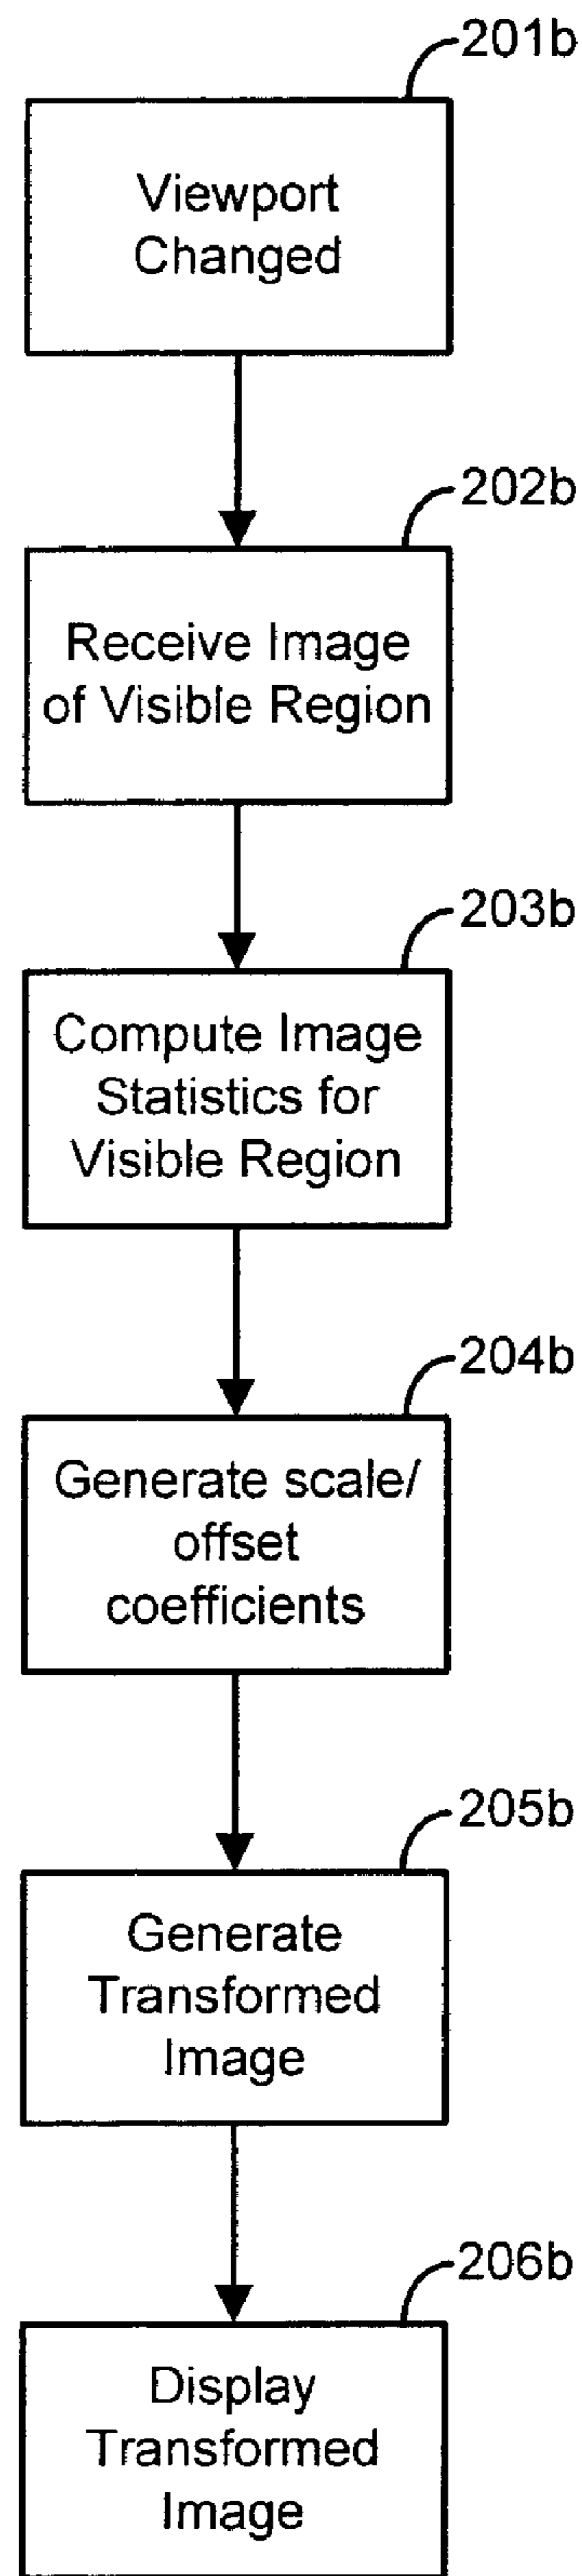 201b
Viewport
Changed
202b
Receive Image
of Visible Region
203b
Compute Image
Statistics for
Visible Region
204b
Generate scale/
offset
coefficients
205b
Generate
Transformed
Image
206b
Display
Transformed
Image